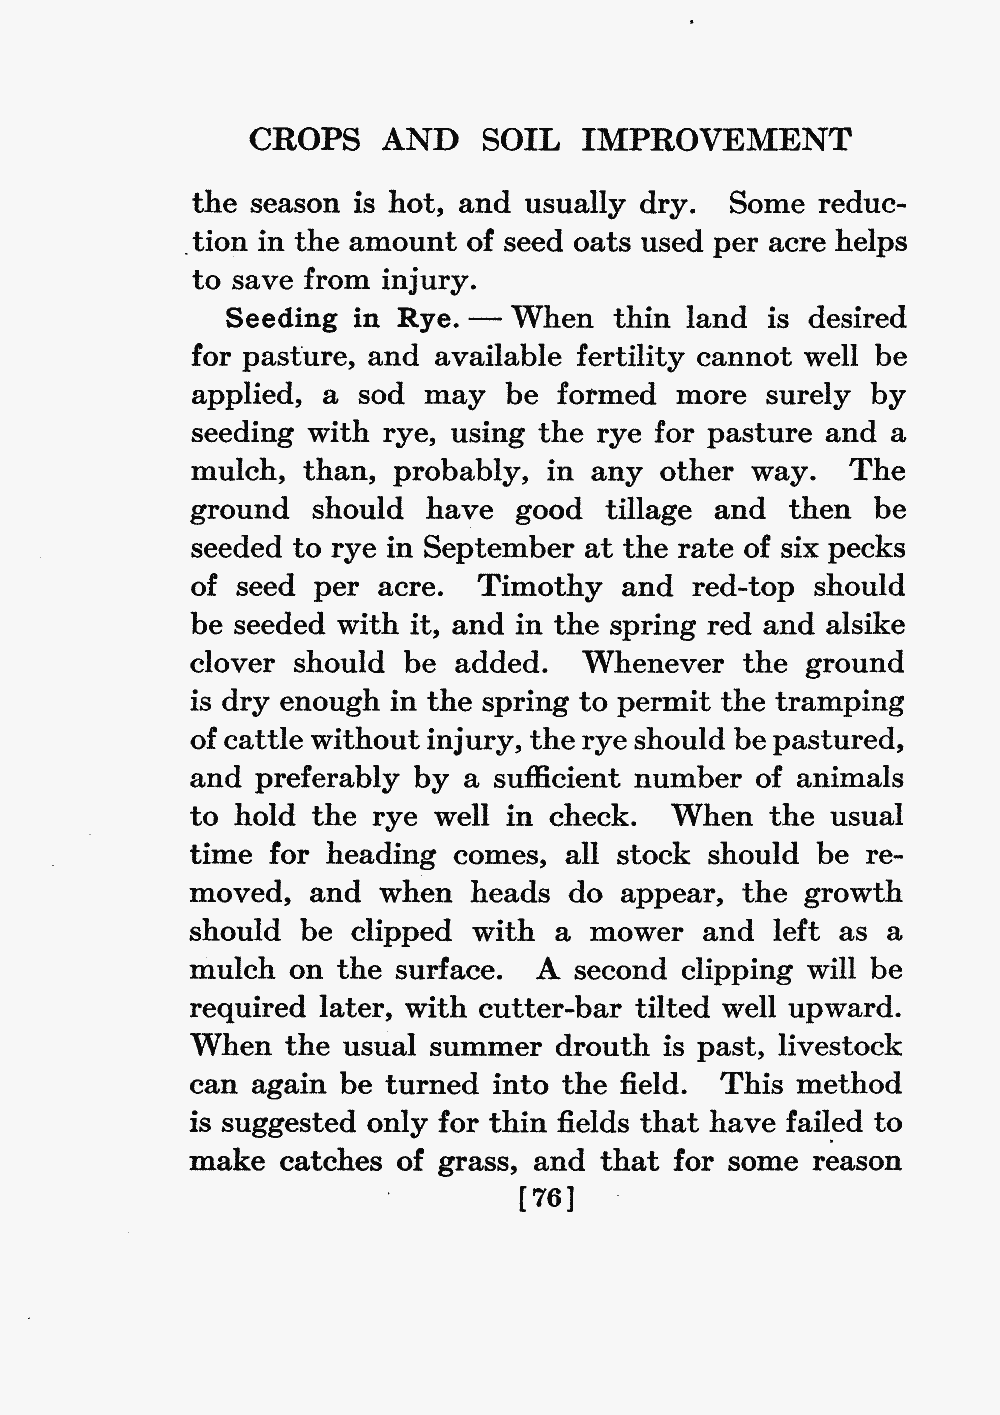 CROPS AND SOIL IMPROVEMENT
the season is hot, and usually dry. Some reduc-
tion in the amount of seed oats used per acre helps
to save from injury.
Seeding in Rye. — When thin land is desired
for pasture, and available fertility cannot well be
applied, a sod may be formed more surely by
seeding with rye, using the rye for pasture and a
mulch, than, probably, in any other way. The
ground should have good tillage and then be
seeded to rye in September at the rate of six pecks
of seed per acre. Timothy and red-top should
be seeded with it, and in the spring red and alsike
clover should be added. Whenever the ground
is dry enough in the spring to permit the tramping
of cattle without injury, the rye should be pastured,
and preferably by a sufficient number of animals
to hold the rye well in check. When the usual
time for heading comes, all stock should be re-
moved, and when heads do appear, the growth
should be clipped with a mower and left as a
mulch on the surface. A second clipping will be
required later, with cutter-bar tilted well upward.
When the usual summer drouth is past, livestock
can again be turned into the field. This method
is suggested only for thin fields that have failed to
make catches of grass, and that for some reason
[76]